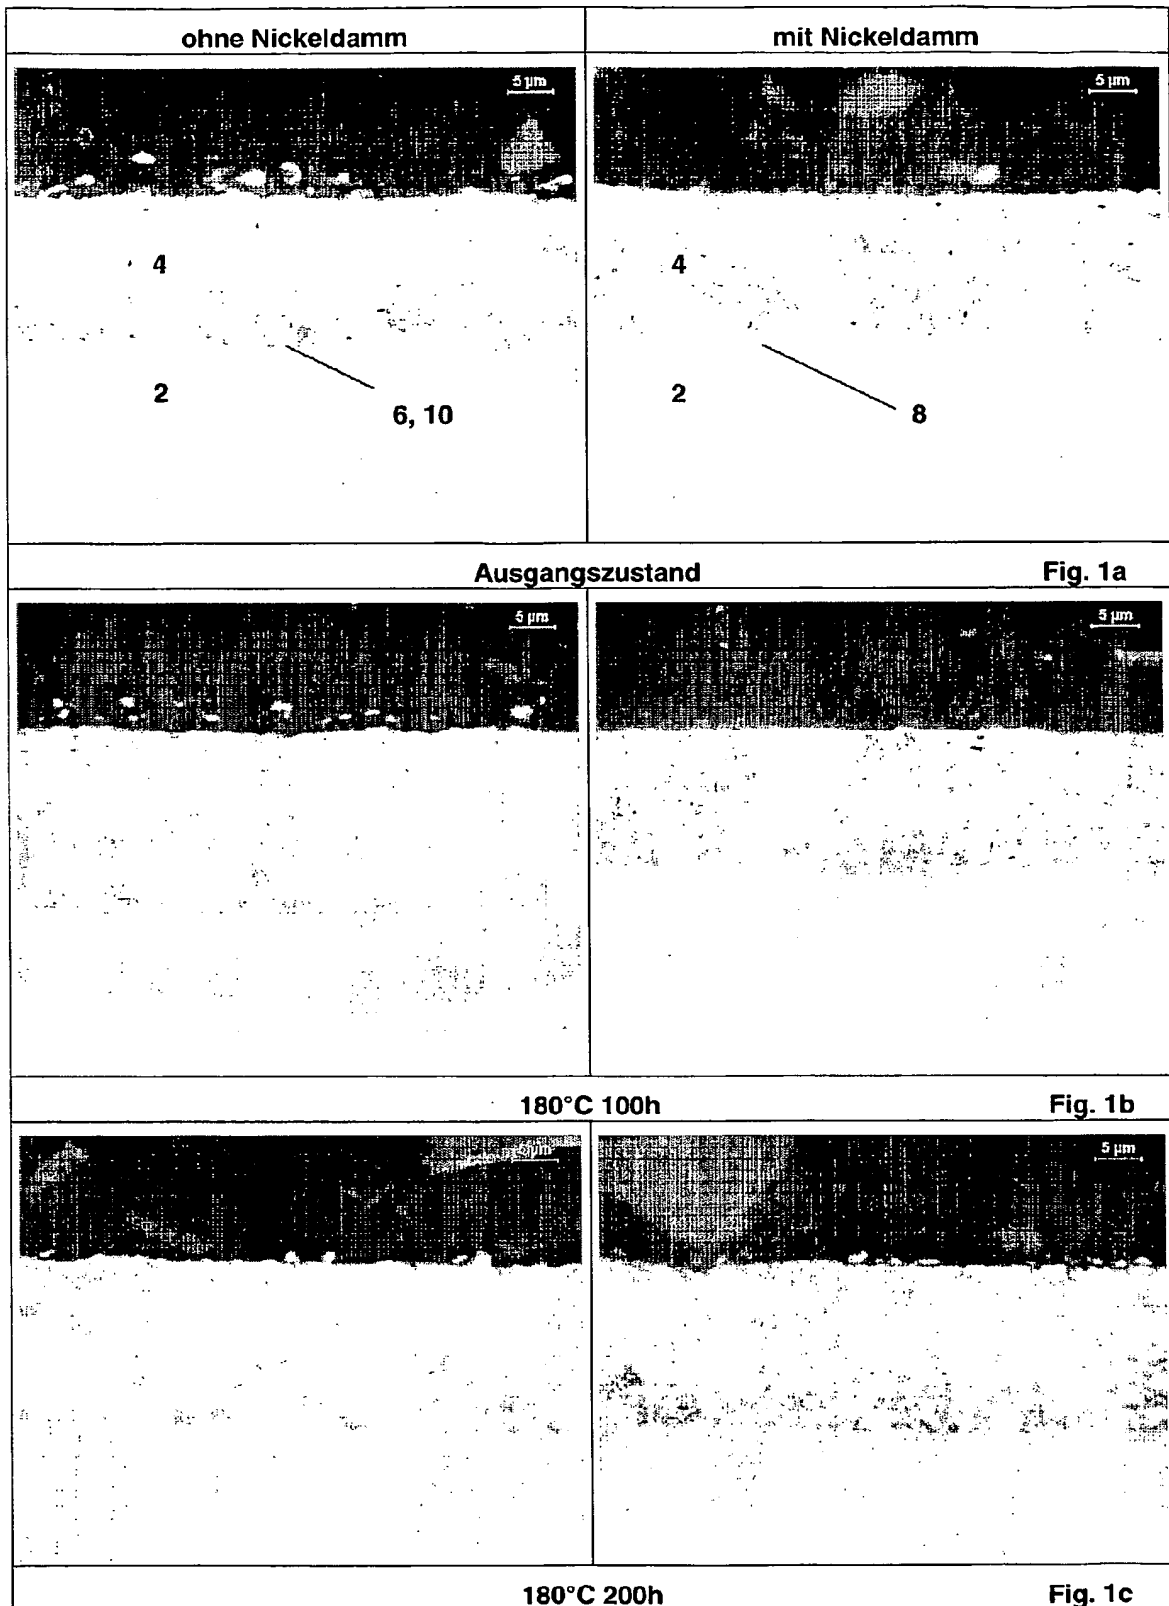 ohne Nickeldamm
mit Nickeldamm
5 µm
5 µm
4
4
2
6, 10
2
8
Ausgangszustand
Fig. 1a
5 µm
5 µm
180°C 100h
Fig. 1b
5 µm
5 µm
180°C 200h
Fig. 1c